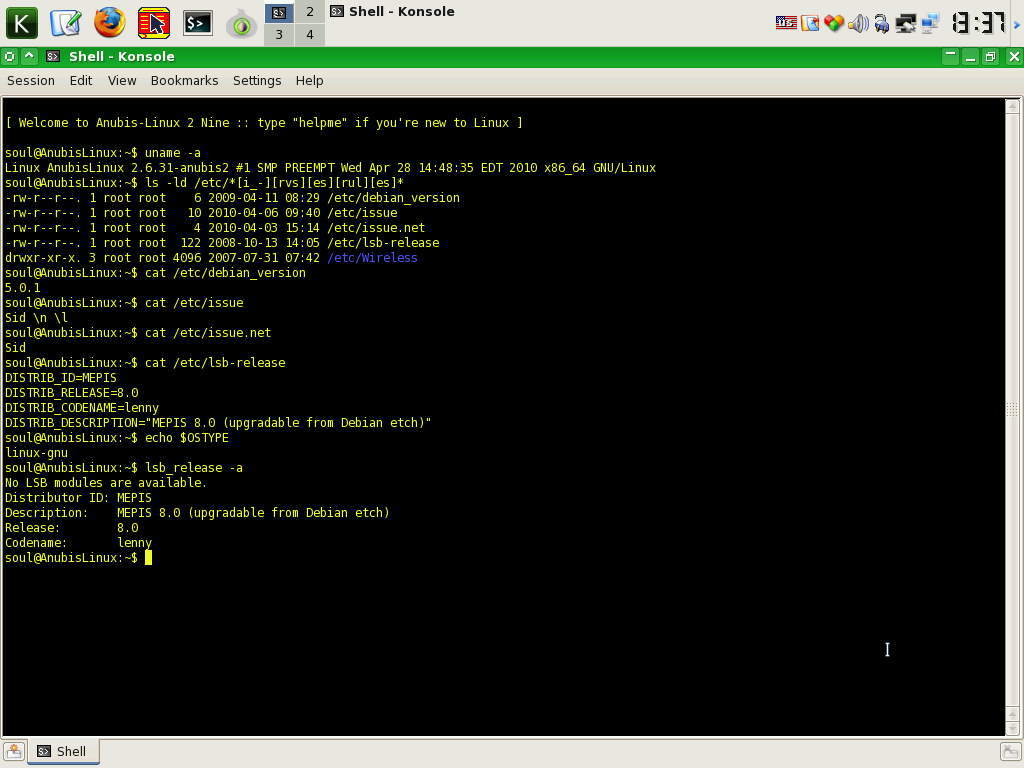 2
3 4
Shell - Konsole
13:37
Shell - Konsole
Session Edit View Bookmarks Settings Help
[ Welcome to Anubis-Linux 2 Nine :: type "helpme" if you're new to Linux ]
soul@AnubisLinux:~$ uname -a
Linux AnubisLinux 2.6.31-anubis2 #1 SMP PREEMPT Wed Apr 28 14:48:35 EDT 2010 x86_64 GNU/Linux
soul@AnubisLinux:~$ ls -ld /etc/*[i_-][rvs][es][rul][es]*
-rw-r--r--. 1 root root    6 2009-04-11 08:29 /etc/debian_version
-rw-r--r--. 1 root root   10 2010-04-06 09:40 /etc/issue
-rw-r--r--. 1 root root    4 2010-04-03 15:14 /etc/issue.net
-rw-r--r--. 1 root root  122 2008-10-13 14:05 /etc/lsb-release
drwxr-xr-x. 3 root root 4096 2007-07-31 07:42 /etc/Wireless
soul@AnubisLinux:~$ cat /etc/debian_version
5.0.1
soul@AnubisLinux:~$ cat /etc/issue
Sid \n \l
soul@AnubisLinux:~$ cat /etc/issue.net
Sid
soul@AnubisLinux:~$ cat /etc/lsb-release
DISTRIB_ID=MEPIS
DISTRIB_RELEASE=8.0
DISTRIB_CODENAME=lenny
DISTRIB_DESCRIPTION="MEPIS 8.0 (upgradable from Debian etch)"
soul@AnubisLinux:~$ echo $OSTYPE
linux-gnu
soul@AnubisLinux:~$ lsb_release -a
No LSB modules are available.
Distributor ID: MEPIS
Description:    MEPIS 8.0 (upgradable from Debian etch)
Release:        8.0
Codename:       lenny
soul@AnubisLinux:~$
Shell